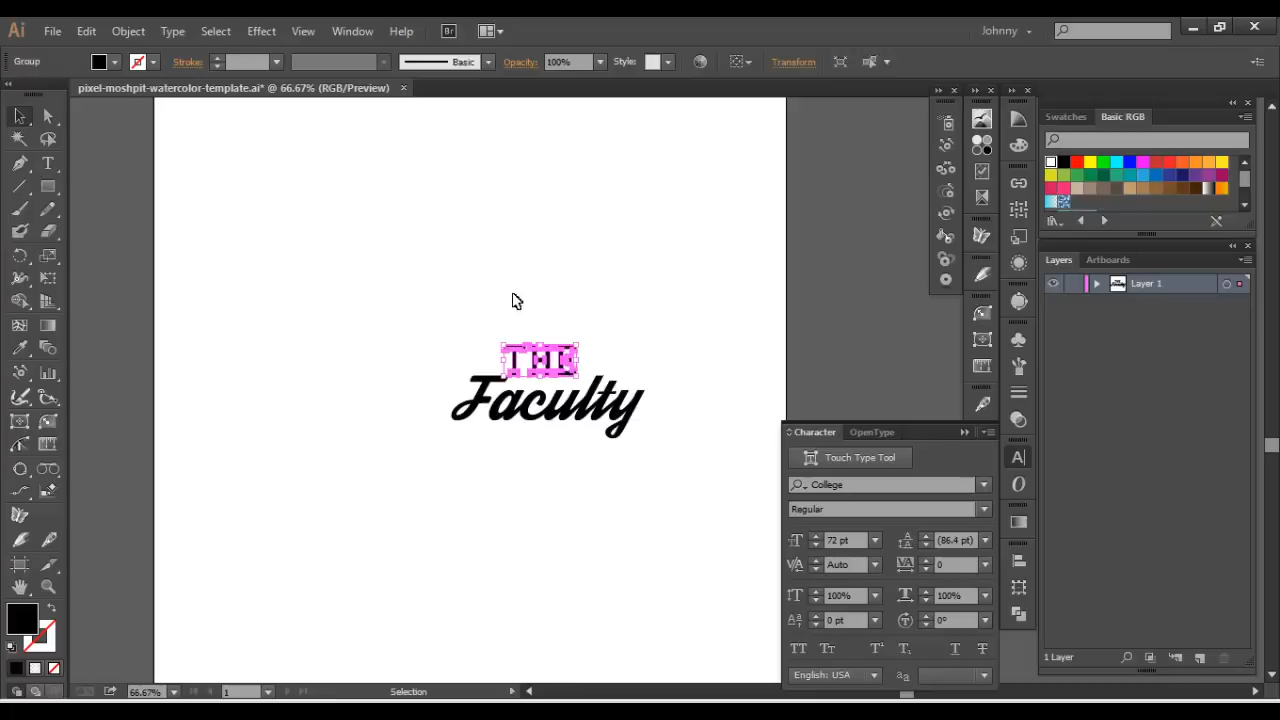 Ai File Edit Object Type Select Effect View Window Help Br Johnny
Group Stroke: Basic Opacity: 100% Style: Transform
pixel-moshpit-watercolor-template.ai* @ 66.67% (RGB/Preview) ×
Swatches Basic RGB
Layers Artboards
Layer 1
THE
Faculty
Character OpenType
Touch Type Tool
College
Regular
72 pt (86.4 pt)
Auto 0
100% 100%
0 pt 0°
English: USA
1 Layer
66.67% 1 Selection